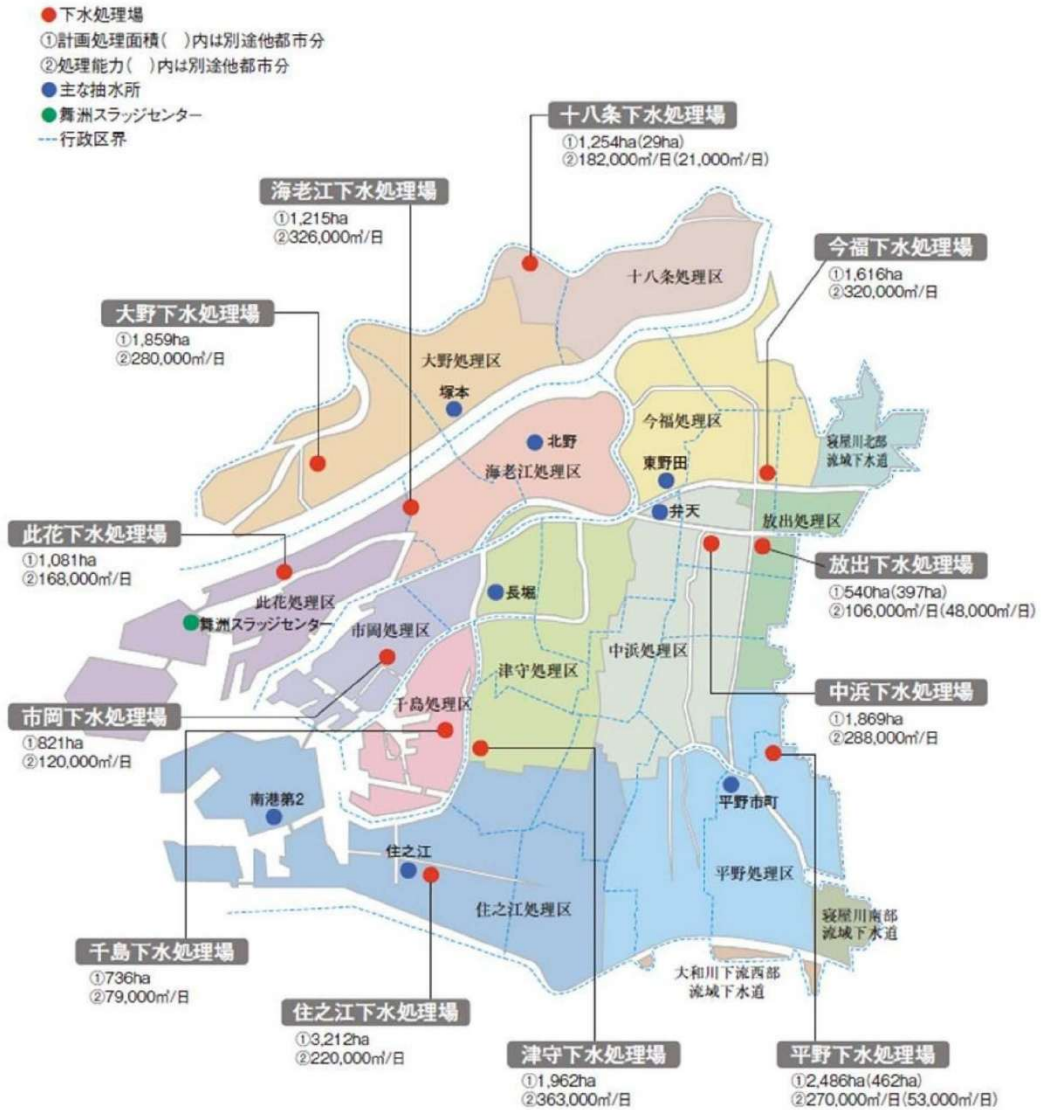 下水処理場
①計画処理面積(　)内は別途他都市分
②処理能力(　)内は別途他都市分
主な抽水所
舞洲スラッジセンター
行政区界
十八条下水処理場
①1,254ha(29ha)
②182,000㎥/日(21,000㎥/日)
海老江下水処理場
①1,215ha
②326,000㎥/日
今福下水処理場
①1,616ha
②320,000㎥/日
大野下水処理場
①1,859ha
②280,000㎥/日
十八条処理区
大野処理区
塚本
北野
海老江処理区
今福処理区
東野田
弁天
寝屋川北部
流域下水道
放出処理区
此花下水処理場
①1,081ha
②168,000㎥/日
放出下水処理場
①540ha(397ha)
②106,000㎥/日(48,000㎥/日)
此花処理区
舞洲スラッジセンター
市岡処理区
長堀
津守処理区
中浜処理区
千島処理区
中浜下水処理場
①1,869ha
②288,000㎥/日
市岡下水処理場
①821ha
②120,000㎥/日
南港第2
住之江
平野市町
平野処理区
住之江処理区
寝屋川南部
流域下水道
大和川下流西部
流域下水道
千島下水処理場
①736ha
②79,000㎥/日
住之江下水処理場
①3,212ha
②220,000㎥/日
津守下水処理場
①1,962ha
②363,000㎥/日
平野下水処理場
①2,486ha(462ha)
②270,000㎥/日(53,000㎥/日)